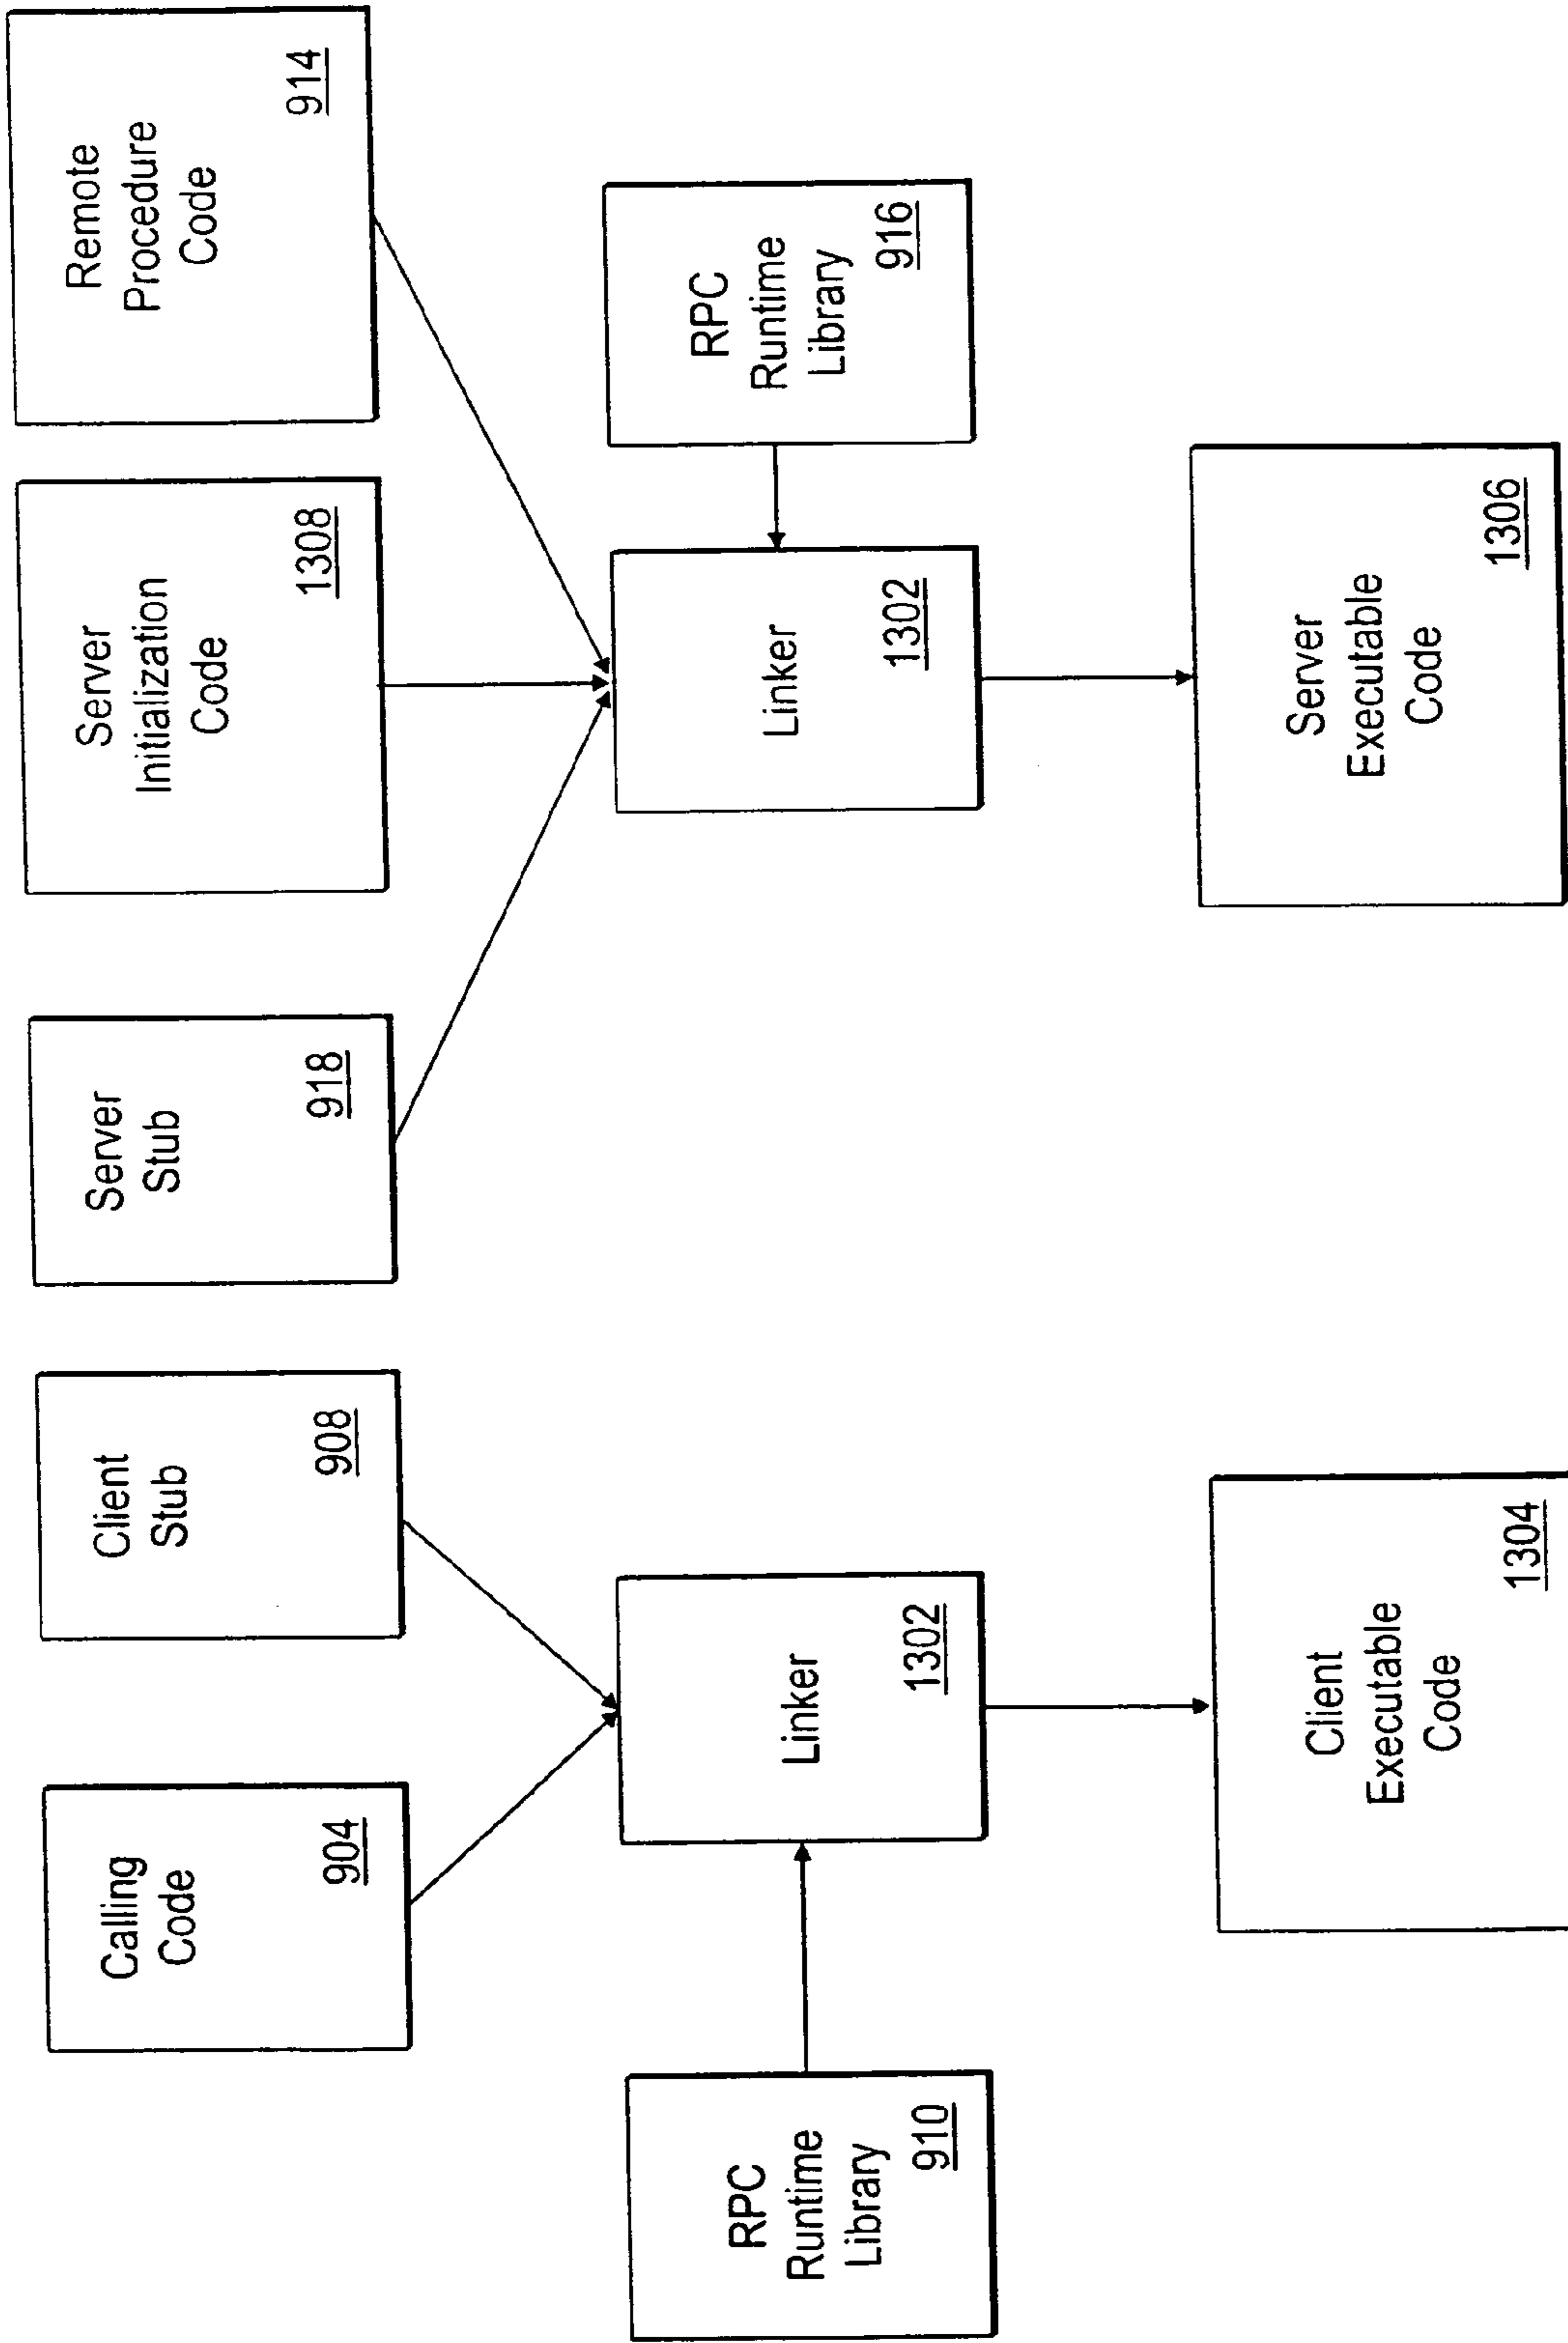 Calling
Code
904
Client
Stub
908
Server
Stub
918
Server
Initialization
Code
1308
Remote
Procedure
Code
914
RPC
Runtime
Library
910
Linker
1302
Linker
1302
RPC
Runtime
Library
916
Client
Executable
Code
1304
Server
Executable
Code
1306